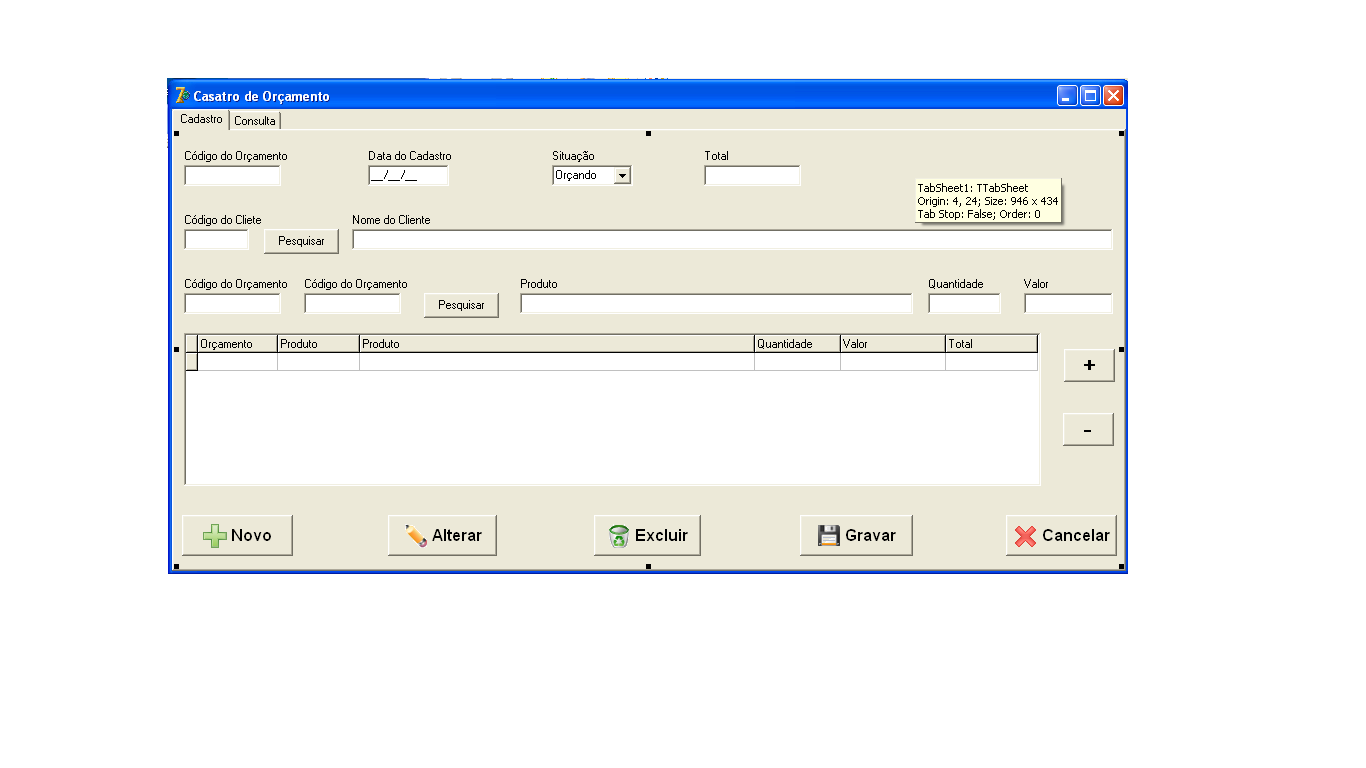 Casatro de Orçamento
Cadastro Consulta
Código do Orçamento Data do Cadastro Situação Total
__/__/__ Orçando
TabSheet1: TTabSheet
Origin: 4, 24; Size: 946 x 434
Tab Stop: False; Order: 0
Código do Cliete Nome do Cliente
Pesquisar
Código do Orçamento Código do Orçamento Produto Quantidade Valor
Pesquisar
Orçamento Produto Produto Quantidade Valor Total
+
-
Novo Alterar Excluir Gravar Cancelar